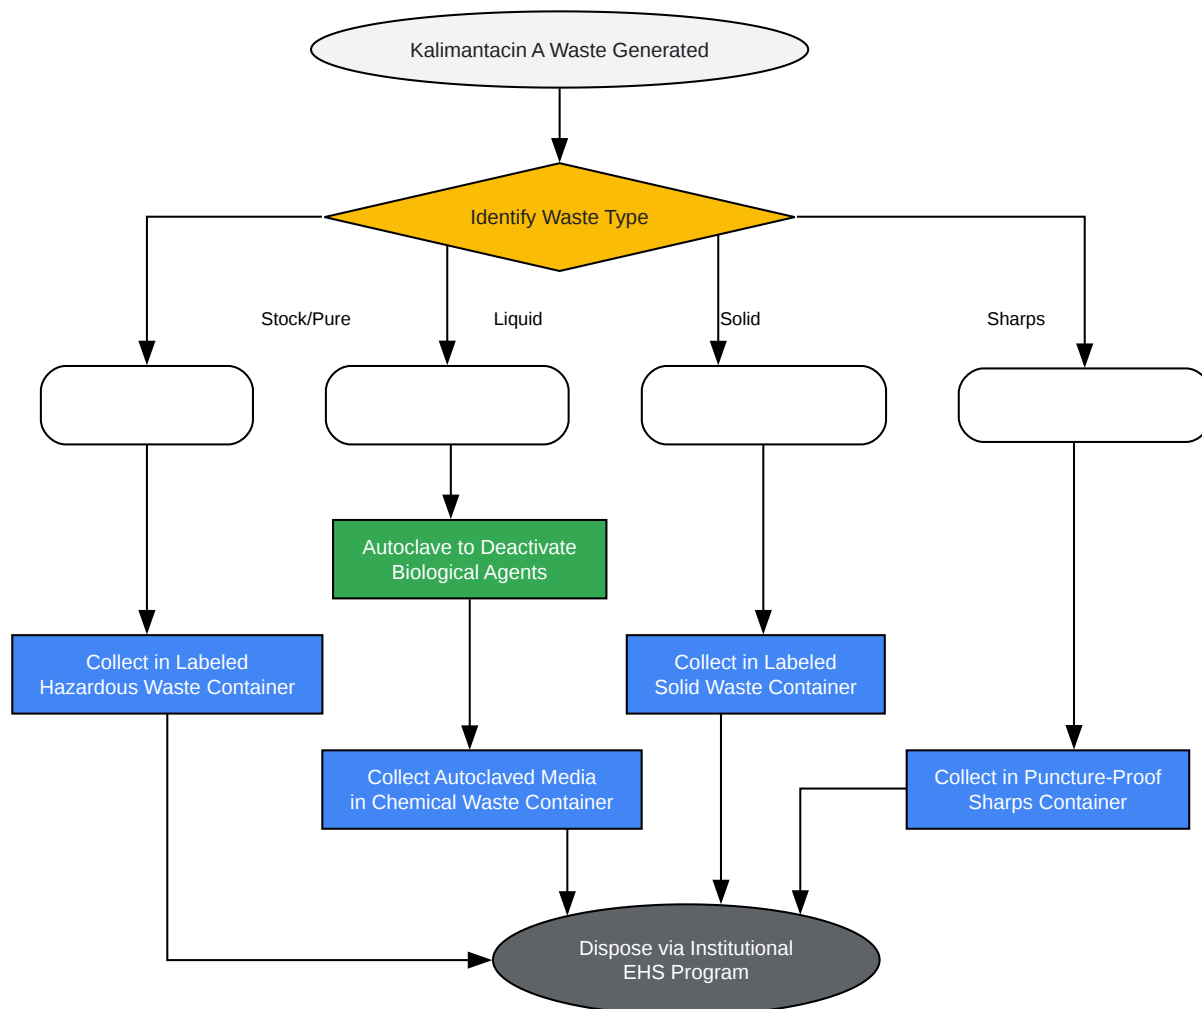 Kalimantacin A Waste Generated
Identify Waste Type
Stock/Pure
Liquid
Solid
Sharps
Autoclave to Deactivate
Biological Agents
Collect in Labeled
Hazardous Waste Container
Collect in Labeled
Solid Waste Container
Collect Autoclaved Media
in Chemical Waste Container
Collect in Puncture-Proof
Sharps Container
Dispose via Institutional
EHS Program